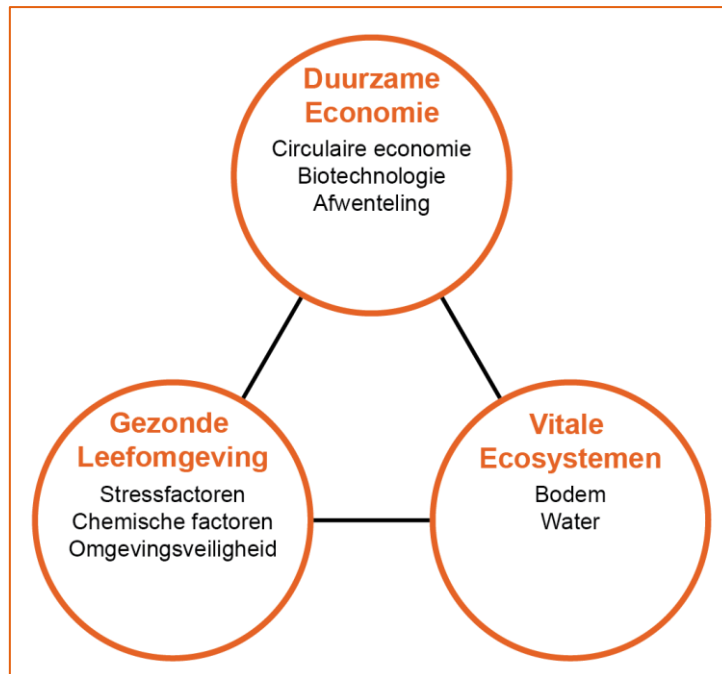 Duurzame
Economie
Circulaire economie
Biotechnologie
Afwenteling
Gezonde
Leefomgeving
Stressfactoren
Chemische factoren
Omgevingsveiligheid
Vitale
Ecosystemen
Bodem
Water